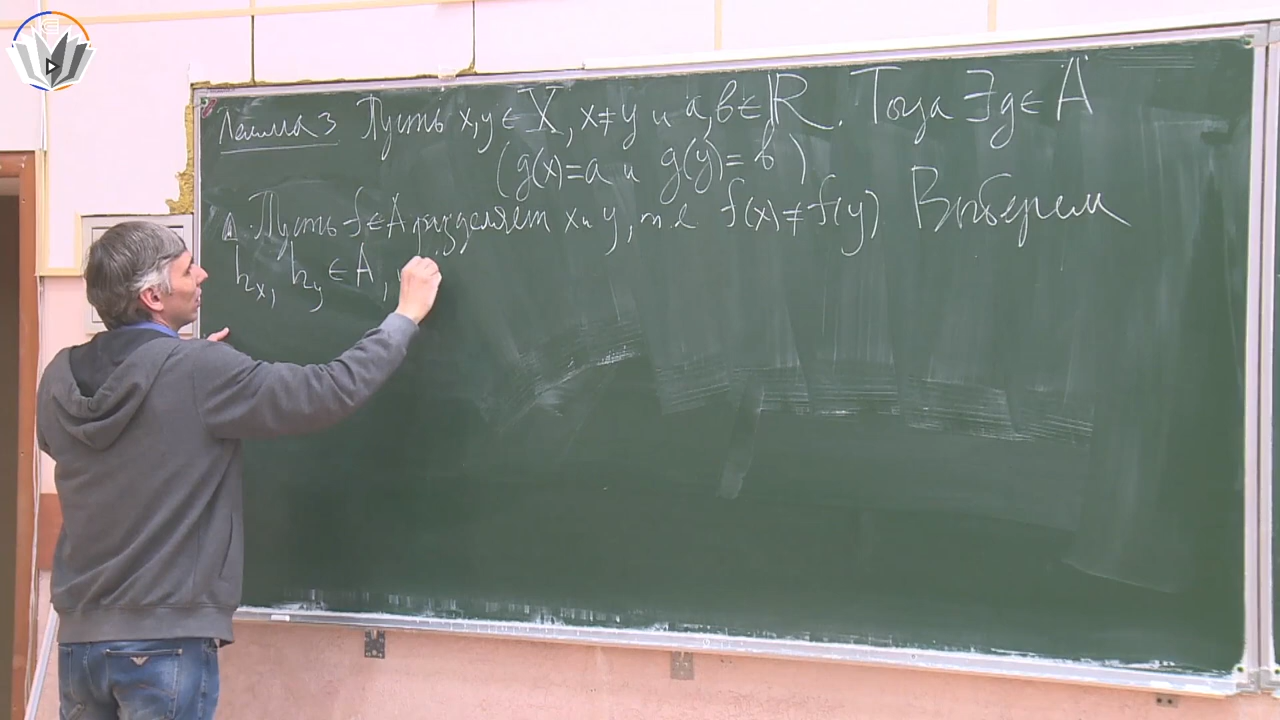 Лемма 3 Пусть x,y ∈ X, x≠y и a,b∈ℝ. Тогда ∃g∈A
(g(x)=a и g(y)=b)
Δ. Пусть f∈A разделяет x и y, т.е f(x)≠f(y) Выберем
h_x, h_y ∈ A,